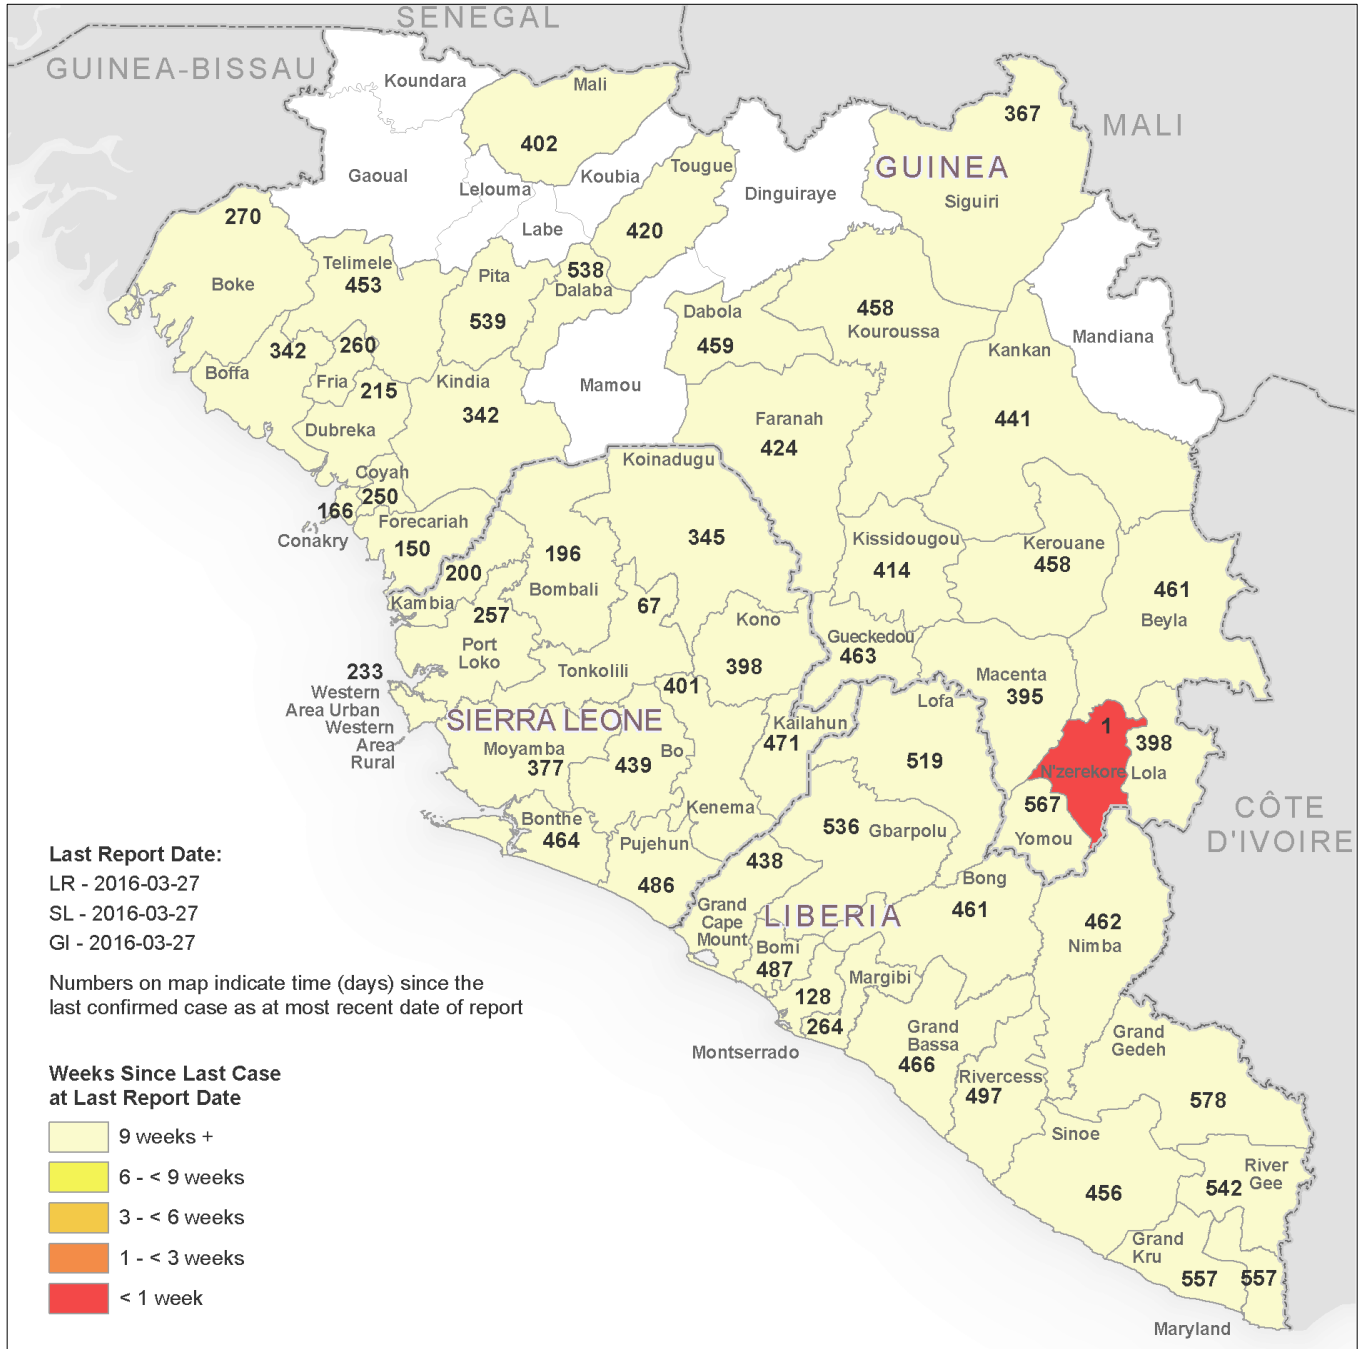 SENEGAL
GUINEA-BISSAU
Koundara
Mali
402
367
MALI
GUINEA
Siguiri
Gaoual
Lelouma
Koubia
Tougue
420
Dinguiraye
Labe
270
Boke
Telimele
453
Pita
539
538
Dalaba
Dabola
459
458
Kouroussa
Kankan
441
Mandiana
342
Boffa
260
Fria
215
Dubreka
Kindia
342
Mamou
Faranah
424
Coyah
250
166
Conakry
Forecariah
150
Koinadugu
345
Kissidougou
414
Kerouane
458
461
Beyla
200
Kambia
196
Bombali
67
Tonkolili
257
Port
Loko
Kono
398
Gueckedou
463
Macenta
395
233
Western
Area Urban
Western
Area
Rural
SIERRA LEONE
401
Kailahun
471
Lofa
519
1
N'zerekore
398
Lola
Moyamba
377
439
Bo
Kenema
567
Yomou
CÔTE
D'IVOIRE
Bonthe
464
Pujehun
486
536
Gbarpolu
438
Grand
Cape
Mount
LIBERIA
Bong
461
462
Nimba
Bomi
487
Margibi
128
264
Montserrado
Grand
Bassa
466
Rivercess
497
Grand
Gedeh
578
Sinoe
456
River
Gee
542
Grand
Kru
557
557
Maryland
Last Report Date:
LR - 2016-03-27
SL - 2016-03-27
GI - 2016-03-27
Numbers on map indicate time (days) since the
last confirmed case as at most recent date of report
Weeks Since Last Case
at Last Report Date
9 weeks +
6 - < 9 weeks
3 - < 6 weeks
1 - < 3 weeks
< 1 week